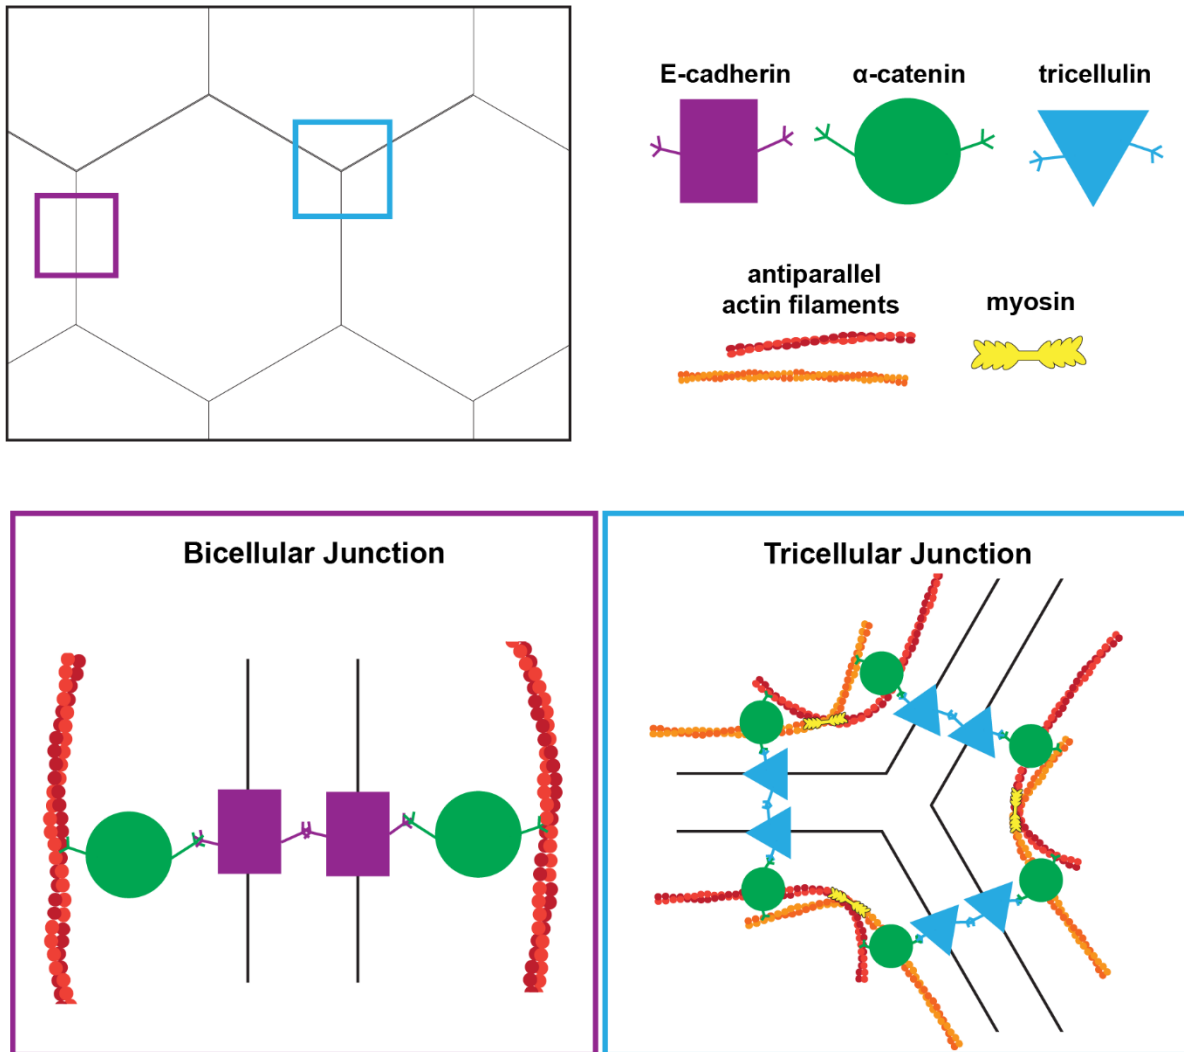 E-cadherin
α-catenin
tricellulin
antiparallel
actin filaments
myosin
Bicellular Junction
Tricellular Junction